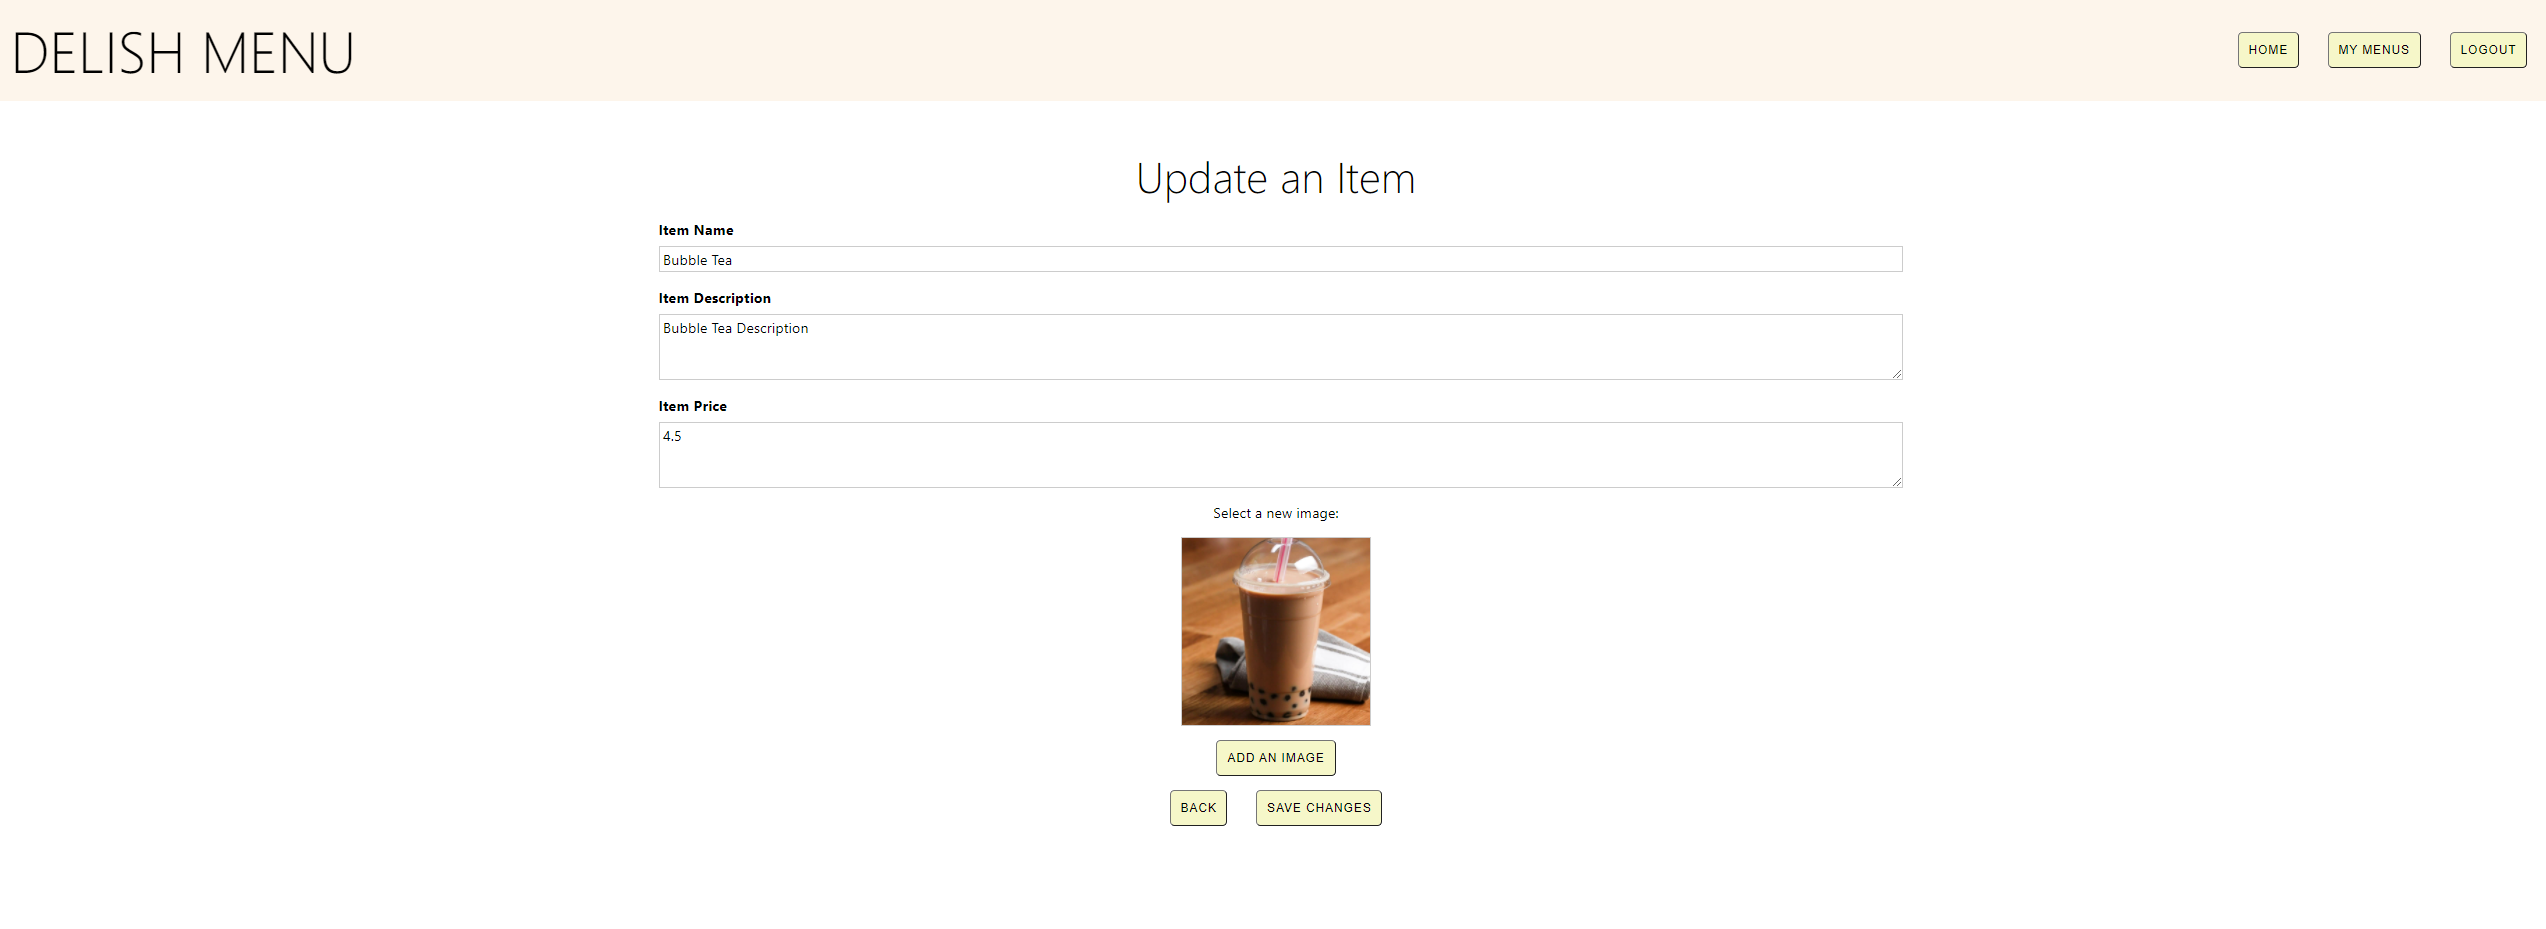 DELISH MENU
HOME
MY MENUS
LOGOUT
Update an Item
Item Name
Bubble Tea
Item Description
Bubble Tea Description
Item Price
4.5
Select a new image:
ADD AN IMAGE
BACK
SAVE CHANGES